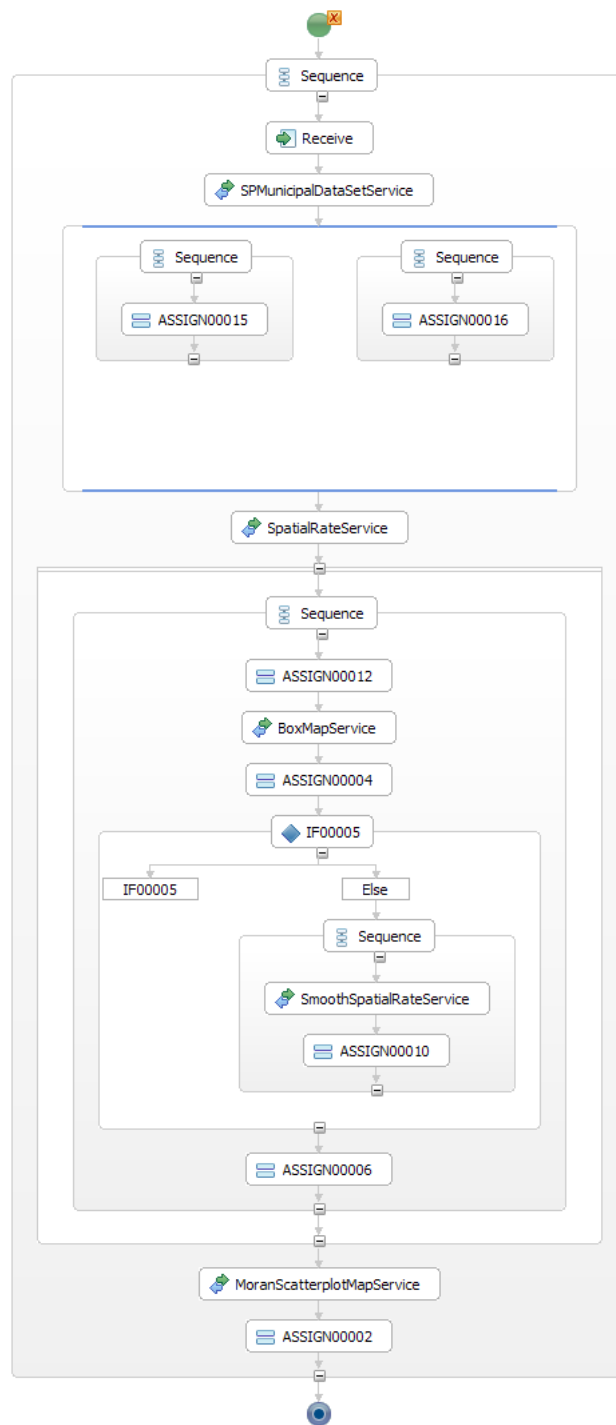 Sequence
Receive
SPMunicipalDataSetService
Sequence
Sequence
ASSIGN00015
ASSIGN00016
SpatialRateService
Sequence
ASSIGN00012
BoxMapService
ASSIGN00004
IF00005
IF00005
Else
Sequence
SmoothSpatialRateService
ASSIGN00010
ASSIGN00006
MoranScatterplotMapService
ASSIGN00002